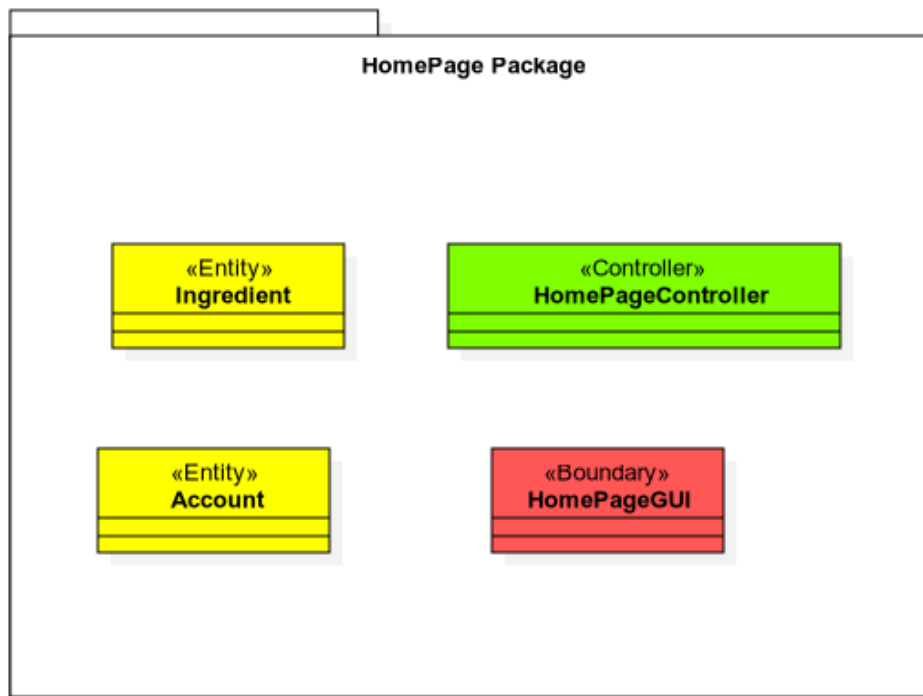 HomePage Package
«Entity»
Ingredient
«Controller»
HomePageController
«Entity»
Account
«Boundary»
HomePageGUI